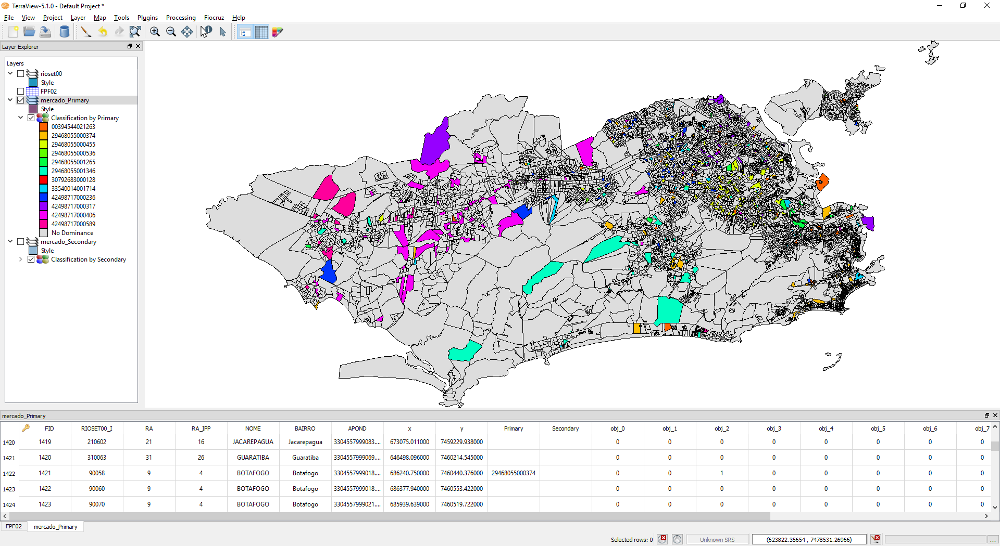 TerraView-5.1.0 - Default Project *
File View Project Layer Map Tools Plugins Processing Fiocruz Help
Layer Explorer
Layers
rioset00
Style
FPF02
mercado_Primary
Style
Classification by Primary
00394544021263
29468055000374
29468055000455
29468055000536
29468055001265
29468055001346
30792683000128
33540014001714
42498717000236
42498717000317
42498717000406
42498717000589
No Dominance
mercado_Secondary
Style
Classification by Secondary
mercado_Primary
FID RIOSET00_I RA RA_IPP NOME BAIRRO APOND x y Primary Secondary obj_0 obj_1 obj_2 obj_3 obj_4 obj_5 obj_6 obj_7
1420 1419 210602 21 16 JACAREPAGUA Jacarepagua 3304557999083.... 673075.011000 7459229.938000 0 0 0 0 0 0 0 0
1421 1420 310063 31 26 GUARATIBA Guaratiba 3304557999069.... 646498.096000 7460214.545000 0 0 0 0 0 0 0 0
1422 1421 90058 9 4 BOTAFOGO Botafogo 3304557999018.... 686240.750000 7460440.376000 29468055000374 0 0 1 0 0 0 0 0
1423 1422 90060 9 4 BOTAFOGO Botafogo 3304557999018.... 686377.940000 7460553.422000 0 0 0 0 0 0 0 0
1424 1423 90070 9 4 BOTAFOGO Botafogo 3304557999021.... 685939.639000 7460519.722000 0 0 0 0 0 0 0 0
FPF02 mercado_Primary
Selected rows: 0 Unknown SRS (623822.35654 , 7478531.26966) ...